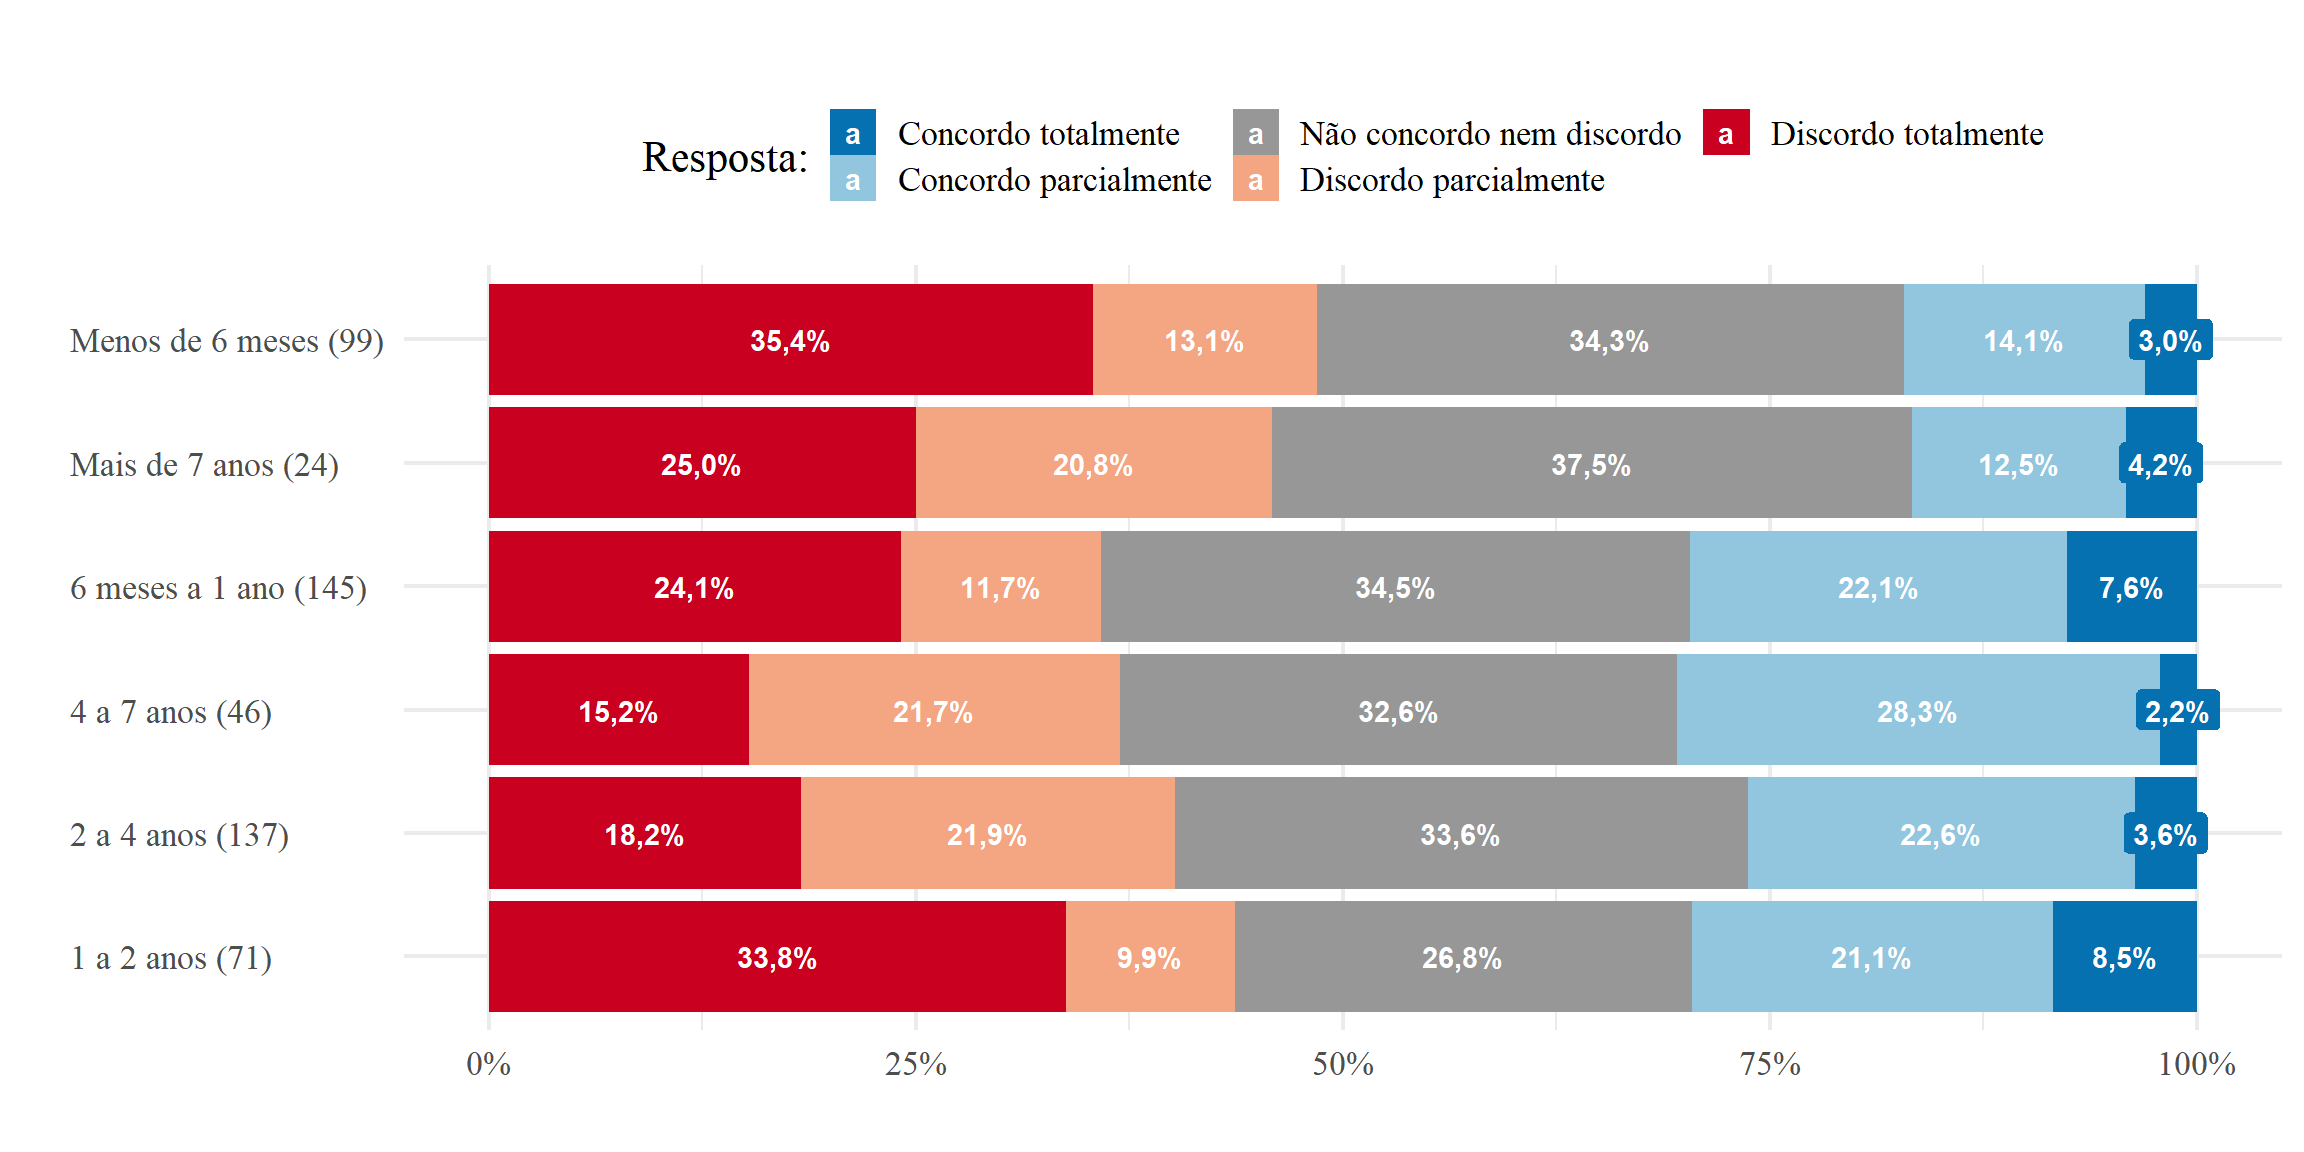 Resposta:
a Concordo totalmente
a Concordo parcialmente
a Não concordo nem discordo
a Discordo parcialmente
a Discordo totalmente
Menos de 6 meses (99) 35,4% 13,1% 34,3% 14,1% 3,0%
Mais de 7 anos (24) 25,0% 20,8% 37,5% 12,5% 4,2%
6 meses a 1 ano (145) 24,1% 11,7% 34,5% 22,1% 7,6%
4 a 7 anos (46) 15,2% 21,7% 32,6% 28,3% 2,2%
2 a 4 anos (137) 18,2% 21,9% 33,6% 22,6% 3,6%
1 a 2 anos (71) 33,8% 9,9% 26,8% 21,1% 8,5%
0% 25% 50% 75% 100%